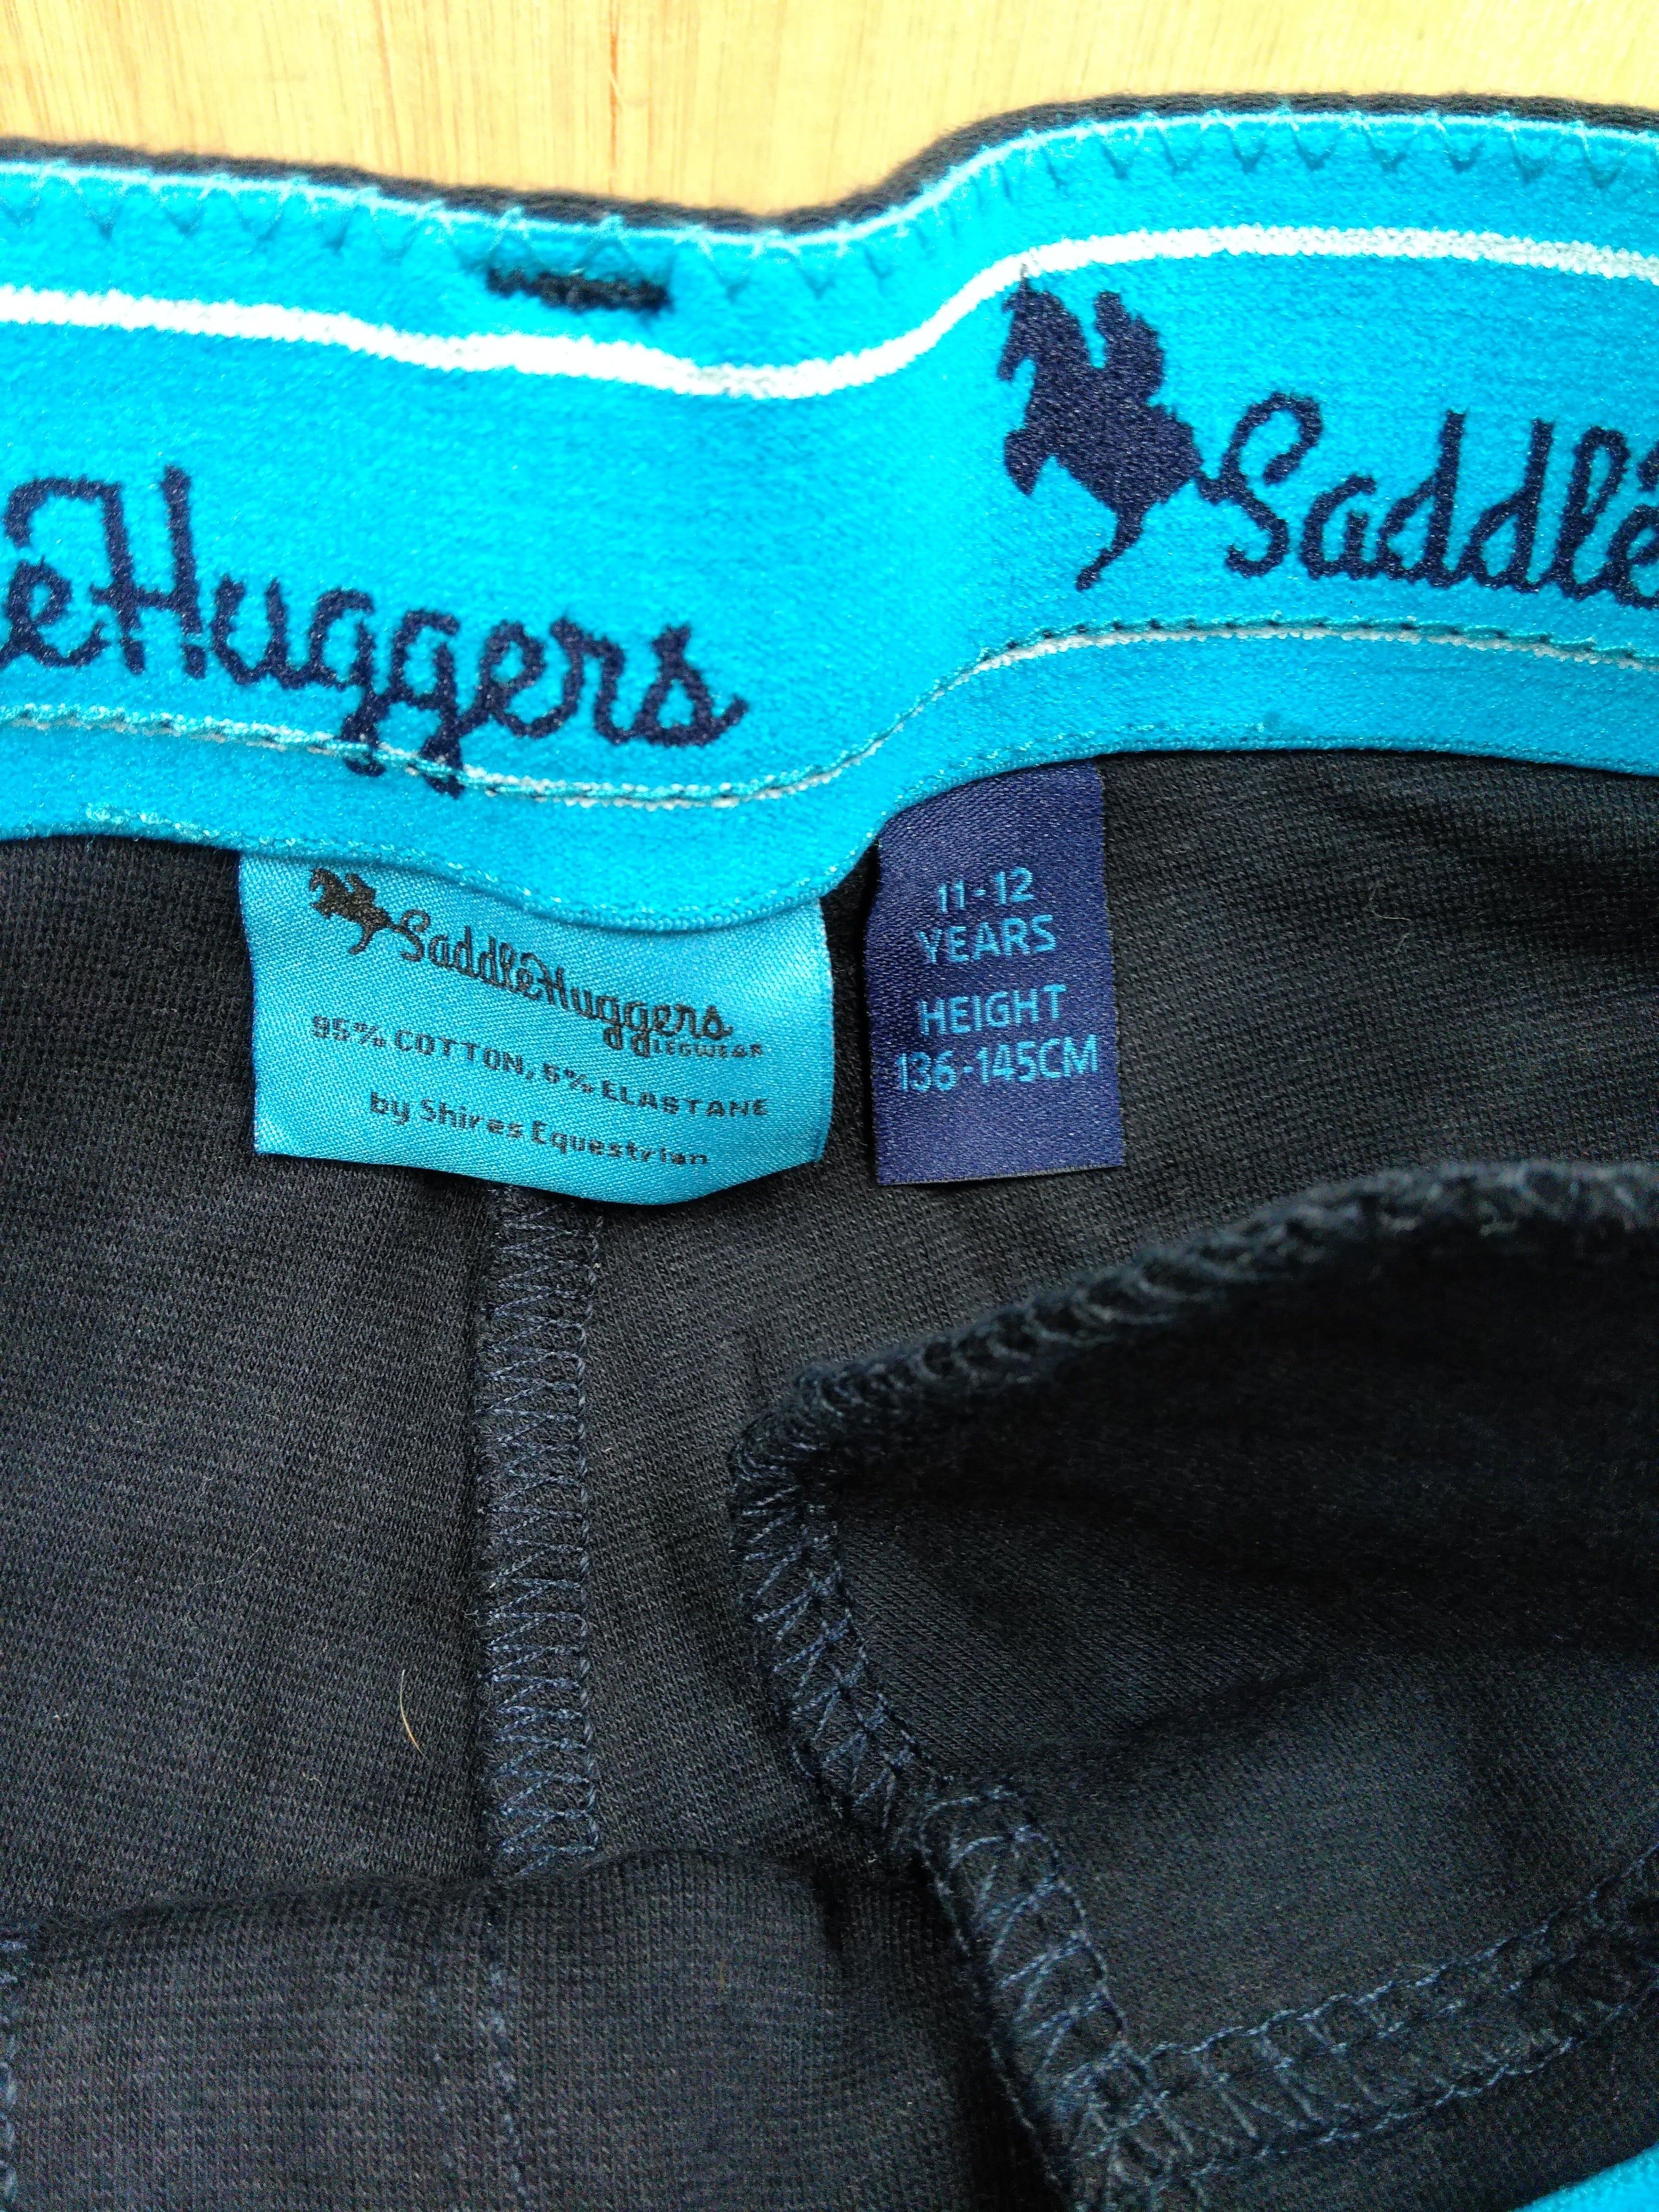 eHuggers
Saddle
SaddleHuggers
LEGWEAR
95% COTTON, 5% ELASTANE
by Shires Equestrian
11-12
YEARS
HEIGHT
136-145CM